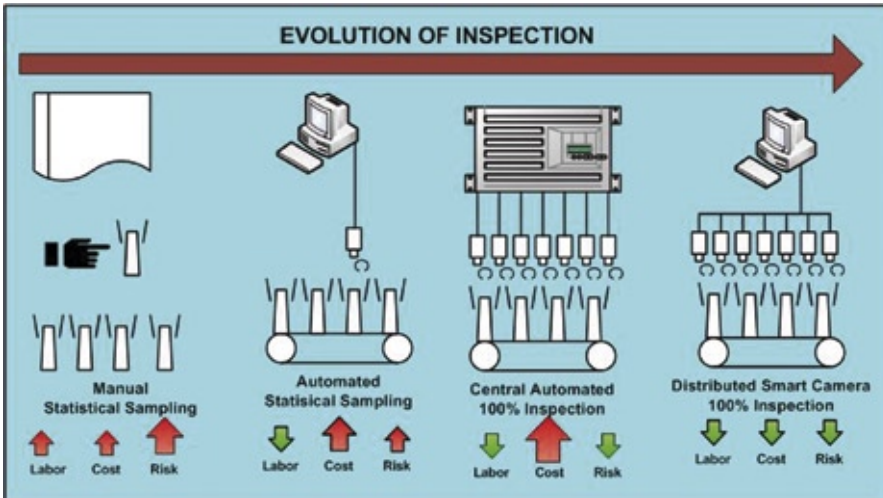 EVOLUTION OF INSPECTION
Manual
Statistical Sampling
Labor Cost Risk
Automated
Statisical Sampling
Labor Cost Risk
Central Automated
100% Inspection
Labor Cost Risk
Distributed Smart Camera
100% Inspection
Labor Cost Risk